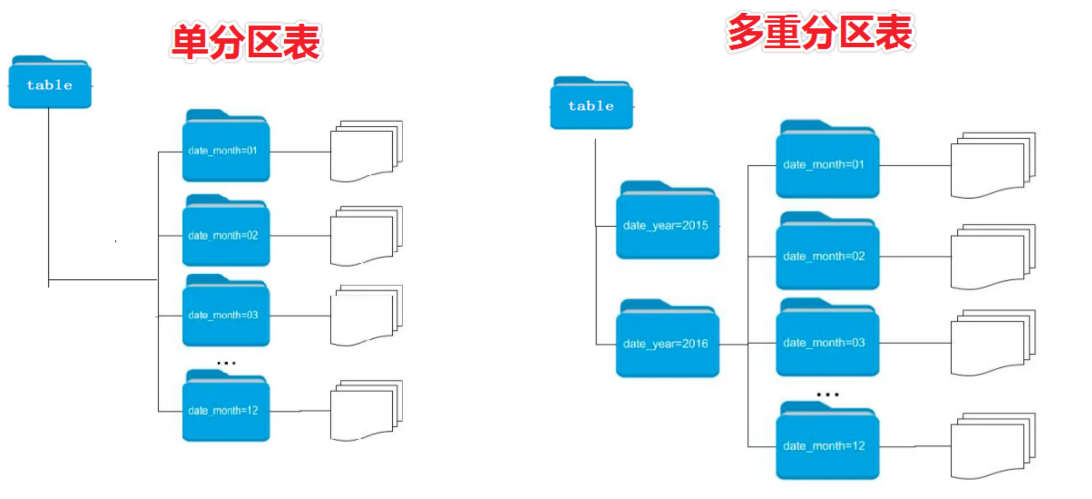 单分区表
table
date_month=01
date_month=02
date_month=03
...
date_month=12
多重分区表
table
date_year=2015
date_year=2016
date_month=01
date_month=02
date_month=03
...
date_month=12